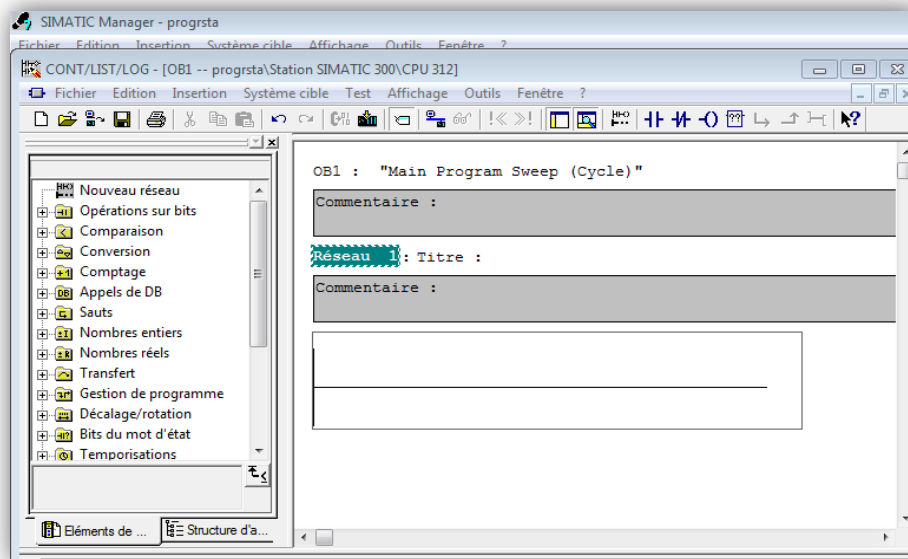 SIMATIC Manager - progrsta
Fichier Edition Insertion Système cible Affichage Outils Fenêtre ?
CONT/LIST/LOG - [OB1 -- progrsta\Station SIMATIC 300\CPU 312]
Fichier Edition Insertion Système cible Test Affichage Outils Fenêtre ?
Nouveau réseau
Opérations sur bits
Comparaison
Conversion
Comptage
Appels de DB
Sauts
Nombres entiers
Nombres réels
Transfert
Gestion de programme
Décalage/rotation
Bits du mot d'état
Temporisations
Eléments de ...
Structure d'a...
OB1 : "Main Program Sweep (Cycle)"
Commentaire :
Réseau 1: Titre :
Commentaire :